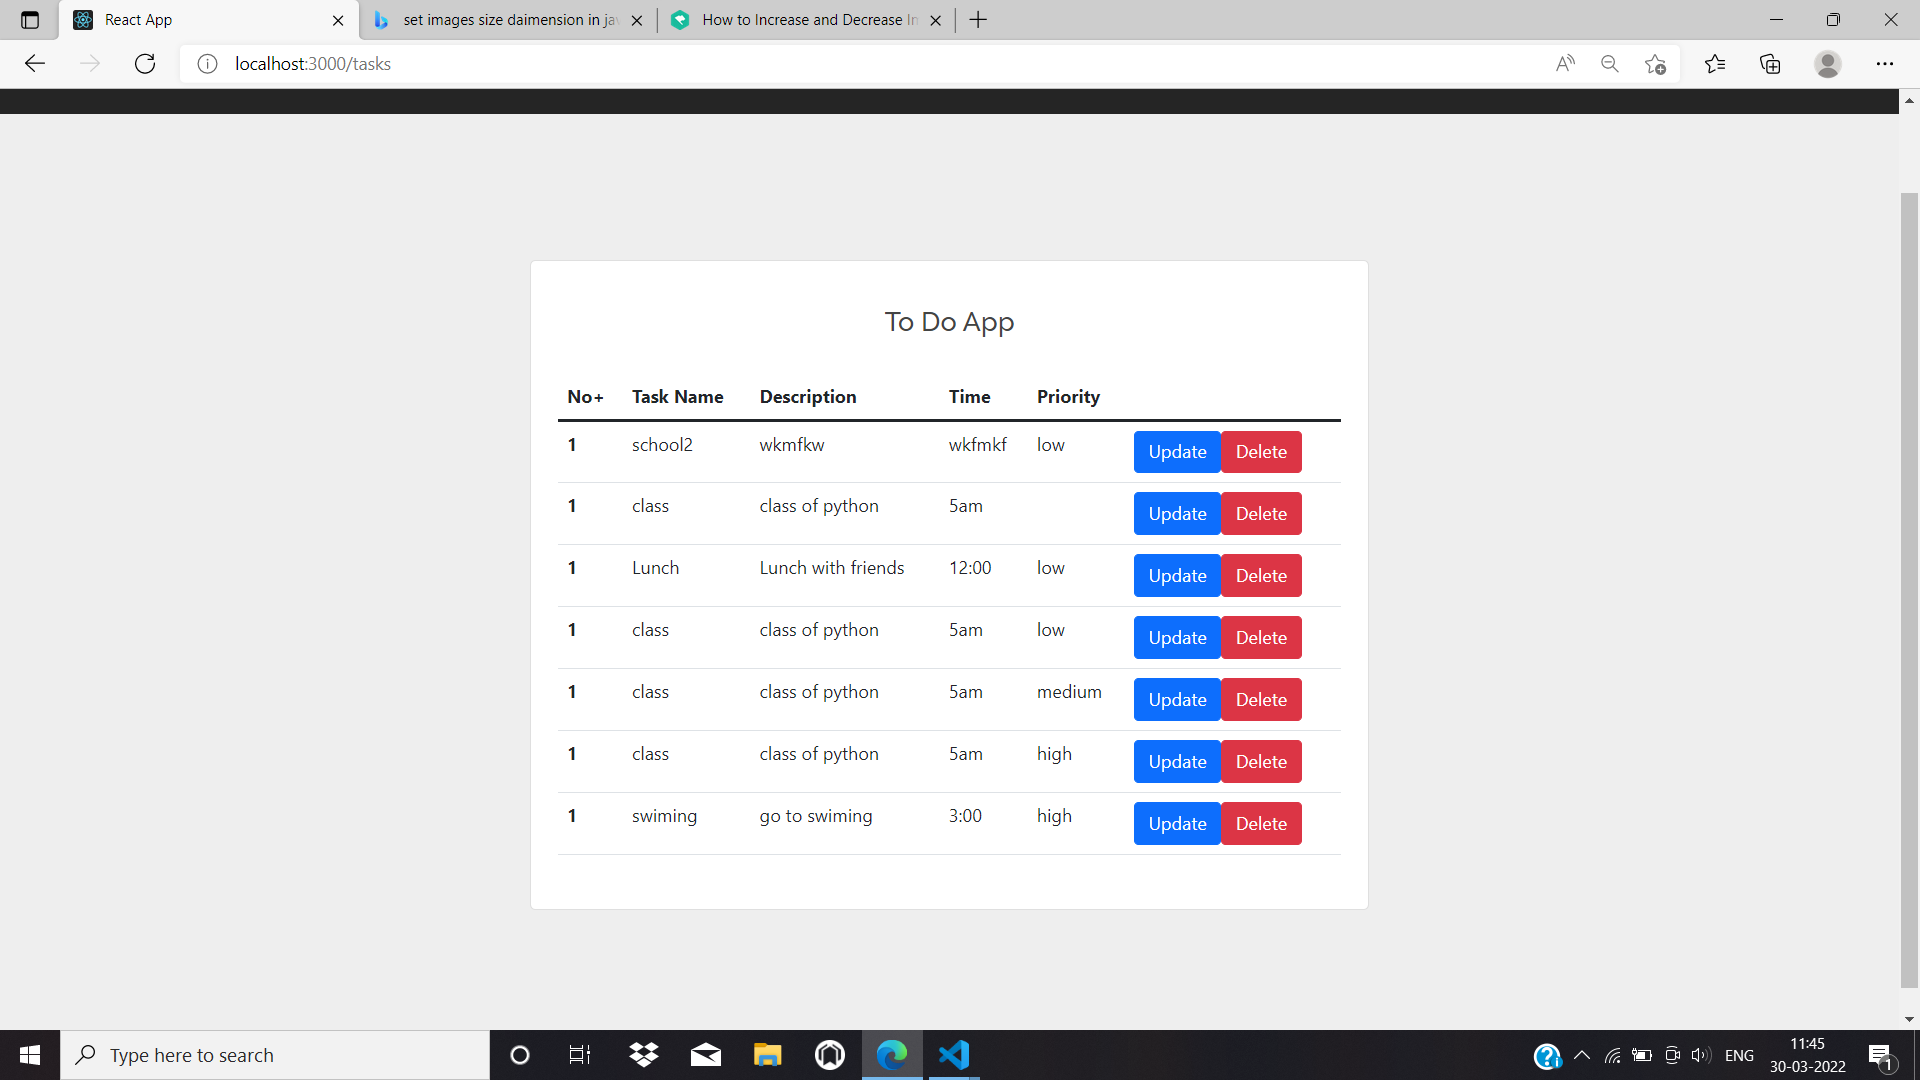 React App
set images size daimension in jav
How to Increase and Decrease Im
localhost:3000/tasks
To Do App
No+ Task Name Description Time Priority
1 school2 wkmfkw wkfmkf low Update Delete
1 class class of python 5am Update Delete
1 Lunch Lunch with friends 12:00 low Update Delete
1 class class of python 5am low Update Delete
1 class class of python 5am medium Update Delete
1 class class of python 5am high Update Delete
1 swiming go to swiming 3:00 high Update Delete
Type here to search
ENG
11:45
30-03-2022
1